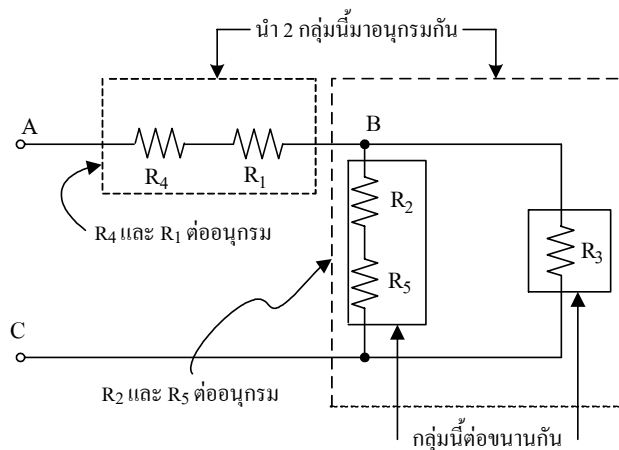 นำ 2 กลุ่มนี้มาอนุกรมกัน
A
B
R4
R1
R2
R3
R4 และ R1 ต่ออนุกรม
R5
C
R2 และ R5 ต่ออนุกรม
กลุ่มนี้ต่อขนานกัน